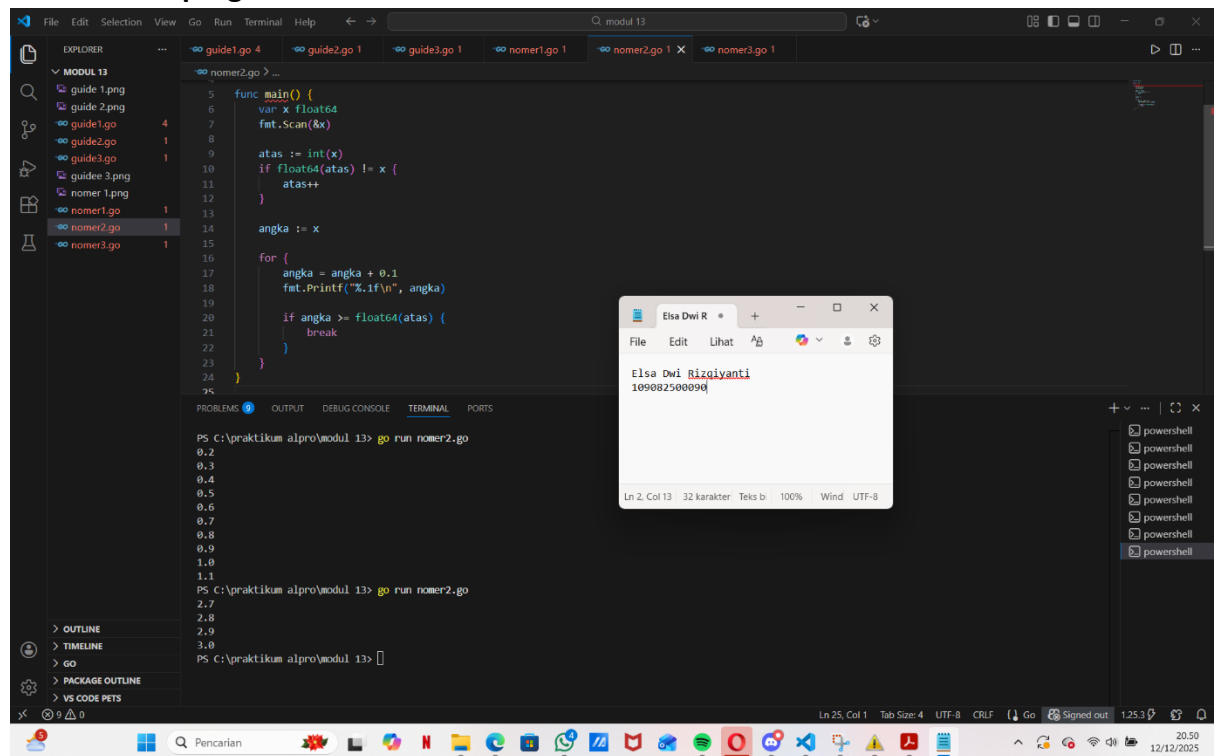 File Edit Selection View Go Run Terminal Help
modul 13
EXPLORER
guide1.go 4
guide2.go 1
guide3.go 1
nomer1.go 1
nomer2.go 1
nomer3.go 1
MODUL 13
guide 1.png
guide 2.png
guide1.go 4
guide2.go 1
guide3.go 1
guidee 3.png
nomer 1.png
nomer1.go 1
nomer2.go 1
nomer3.go 1
OUTLINE
TIMELINE
GO
PACKAGE OUTLINE
VS CODE PETS
nomer2.go > ...
5 func main() {
6 var x float64
7 fmt.Scan(&x)
8
9 atas := int(x)
10 if float64(atas) != x {
11 atas++
12 }
13
14 angka := x
15
16 for {
17 angka = angka + 0.1
18 fmt.Printf("%.1f\n", angka)
19
20 if angka >= float64(atas) {
21 break
22 }
23 }
24 }
25
Elsa Dwi R
File Edit Lihat
Elsa Dwi Rizqiyanti
109082500090
Ln 2, Col 13 32 karakter Teks bi 100% Wind UTF-8
PROBLEMS 9 OUTPUT DEBUG CONSOLE TERMINAL PORTS
PS C:\praktikum alpro\modul 13> go run nomer2.go
0.2
0.3
0.4
0.5
0.6
0.7
0.8
0.9
1.0
1.1
PS C:\praktikum alpro\modul 13> go run nomer2.go
2.7
2.8
2.9
3.0
PS C:\praktikum alpro\modul 13>
powershell
powershell
powershell
powershell
powershell
powershell
powershell
powershell
9 0
Ln 25, Col 1 Tab Size: 4 UTF-8 CRLF Go Signed out 1.25.3
Pencarian
20.50
12/12/2025